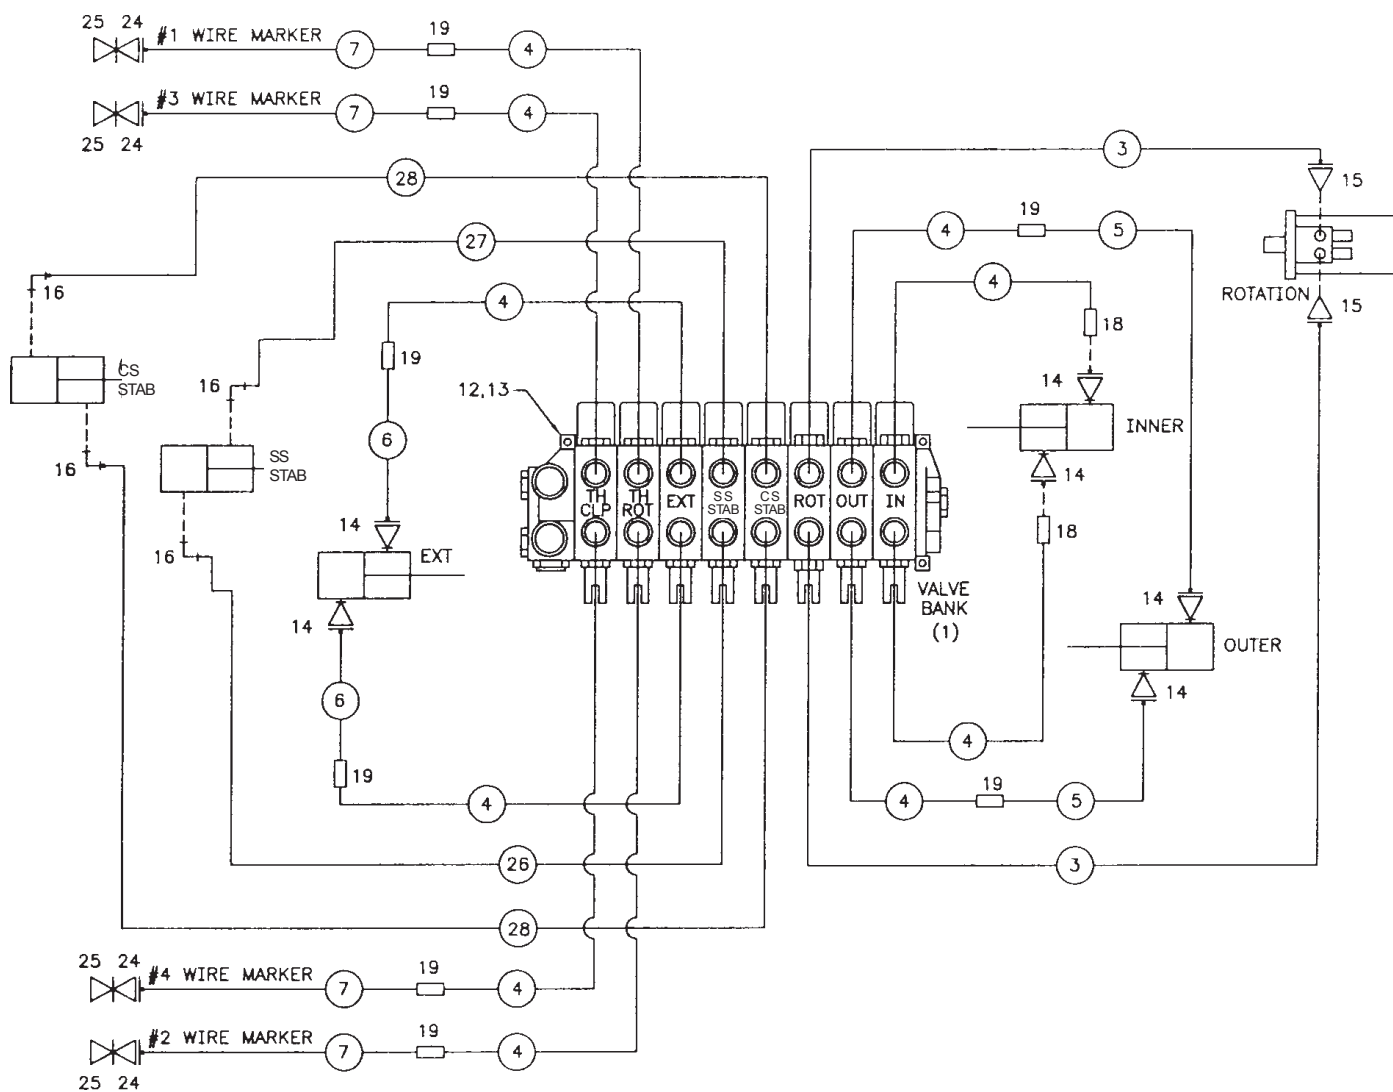 25 24
#1 WIRE MARKER
7
19
4
#3 WIRE MARKER
7
19
4
25 24
28
3
15
27
4
19
5
16
4
4
ROTATION
15
18
19
CS
STAB
16
14
12,13
6
INNER
SS
STAB
16
14
TH
CLP
TH
ROT
EXT
SS
STAB
CS
STAB
ROT
OUT
IN
14
18
16
EXT
VALVE
BANK
(1)
14
14
OUTER
14
6
4
19
4
4
19
5
26
3
28
25 24
#4 WIRE MARKER
7
19
4
#2 WIRE MARKER
7
19
4
25 24